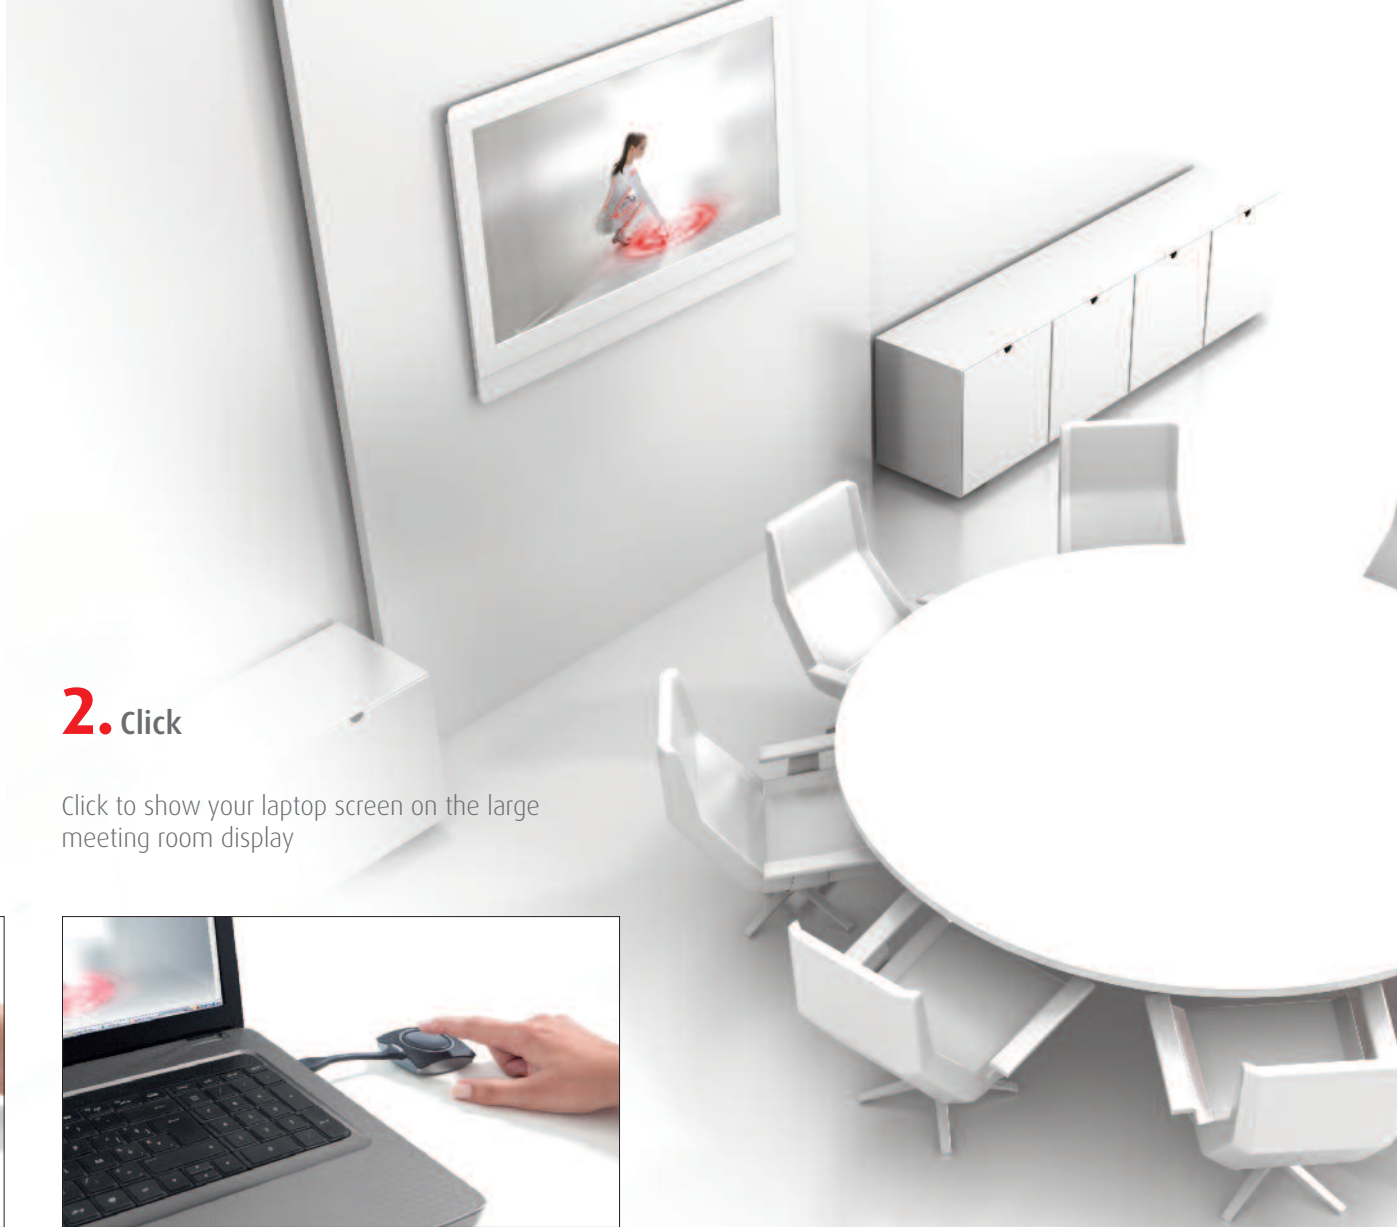 2. Click
Click to show your laptop screen on the large
meeting room display